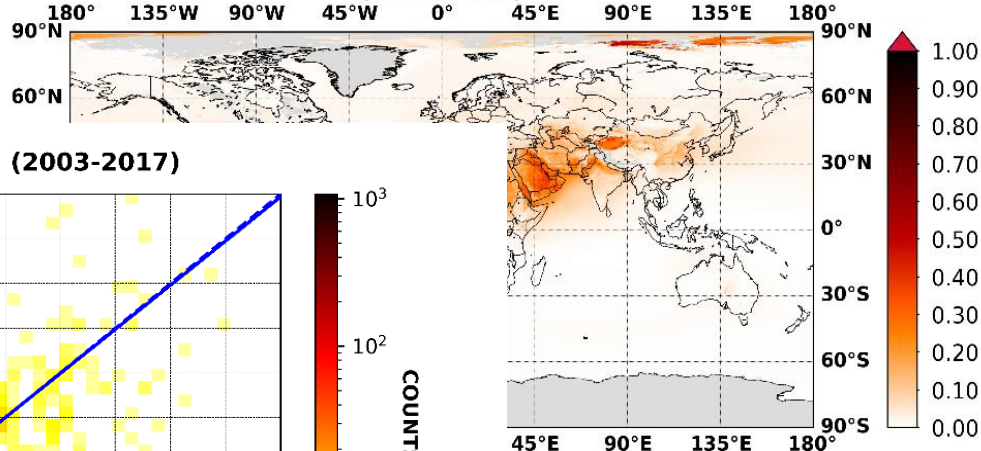 180° 135°W 90°W 45°W 0° 45°E 90°E 135°E 180°
90°N 90°N
60°N 60°N
30°N
0°
30°S
60°S
90°S
45°E 90°E 135°E 180°
1.00
0.90
0.80
0.70
0.60
0.50
0.40
0.30
0.20
0.10
0.00
(2003-2017)
10³
10²
COUNT